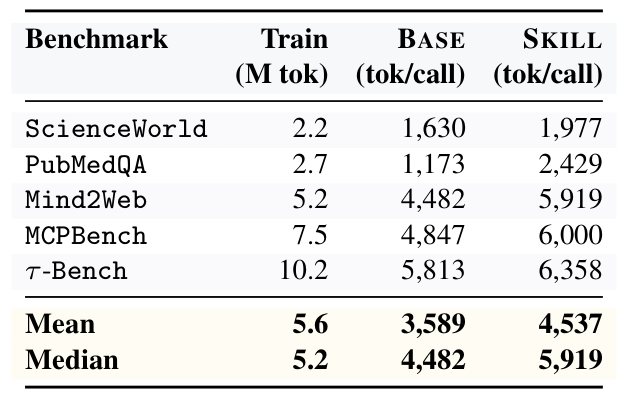 Benchmark Train BASE SKILL
(M tok) (tok/call) (tok/call)
ScienceWorld 2.2 1,630 1,977
PubMedQA 2.7 1,173 2,429
Mind2Web 5.2 4,482 5,919
MCPBench 7.5 4,847 6,000
τ-Bench 10.2 5,813 6,358
Mean 5.6 3,589 4,537
Median 5.2 4,482 5,919